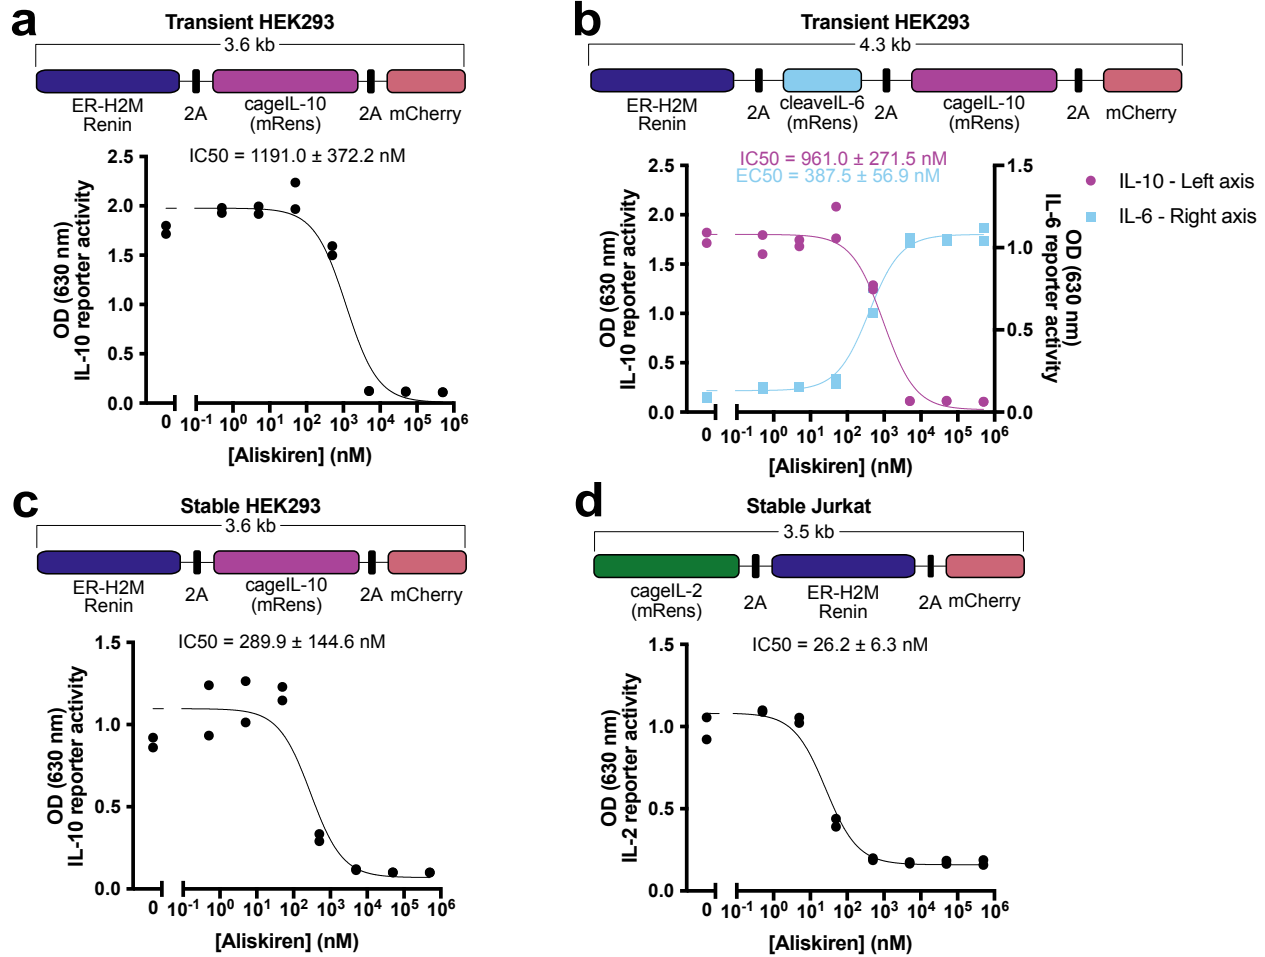 a
Transient HEK293
3.6 kb
ER-H2M
Renin
2A
cageIL-10
(mRens)
2A
mCherry
IC50 = 1191.0 ± 372.2 nM
OD (630 nm)
IL-10 reporter activity
2.5
2.0
1.5
1.0
0.5
0.0
0 10⁻¹ 10⁰ 10¹ 10² 10³ 10⁴ 10⁵ 10⁶
[Aliskiren] (nM)
b
Transient HEK293
4.3 kb
ER-H2M
Renin
2A
cleaveIL-6
(mRens)
2A
cageIL-10
(mRens)
2A
mCherry
IC50 = 961.0 ± 271.5 nM
EC50 = 387.5 ± 56.9 nM
OD (630 nm)
IL-10 reporter activity
2.5
2.0
1.5
1.0
0.5
0.0
1.5
1.0
0.5
0.0
OD (630 nm)
IL-6 reporter activity
IL-10 - Left axis
IL-6 - Right axis
0 10⁻¹ 10⁰ 10¹ 10² 10³ 10⁴ 10⁵ 10⁶
[Aliskiren] (nM)
c
Stable HEK293
3.6 kb
ER-H2M
Renin
2A
cageIL-10
(mRens)
2A
mCherry
IC50 = 289.9 ± 144.6 nM
OD (630 nm)
IL-10 reporter activity
1.5
1.0
0.5
0.0
0 10⁻¹ 10⁰ 10¹ 10² 10³ 10⁴ 10⁵ 10⁶
[Aliskiren] (nM)
d
Stable Jurkat
3.5 kb
cageIL-2
(mRens)
2A
ER-H2M
Renin
2A
mCherry
IC50 = 26.2 ± 6.3 nM
OD (630 nm)
IL-2 reporter activity
1.5
1.0
0.5
0.0
0 10⁻¹ 10⁰ 10¹ 10² 10³ 10⁴ 10⁵ 10⁶
[Aliskiren] (nM)